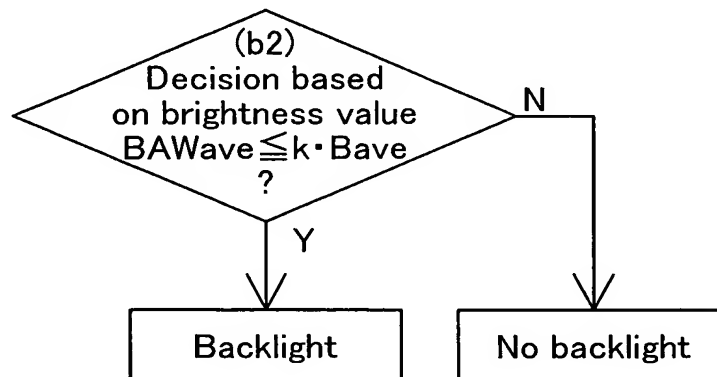 (b2)
Decision based
on brightness value
BAWave≦k・Bave
?
N
Y
Backlight
No backlight